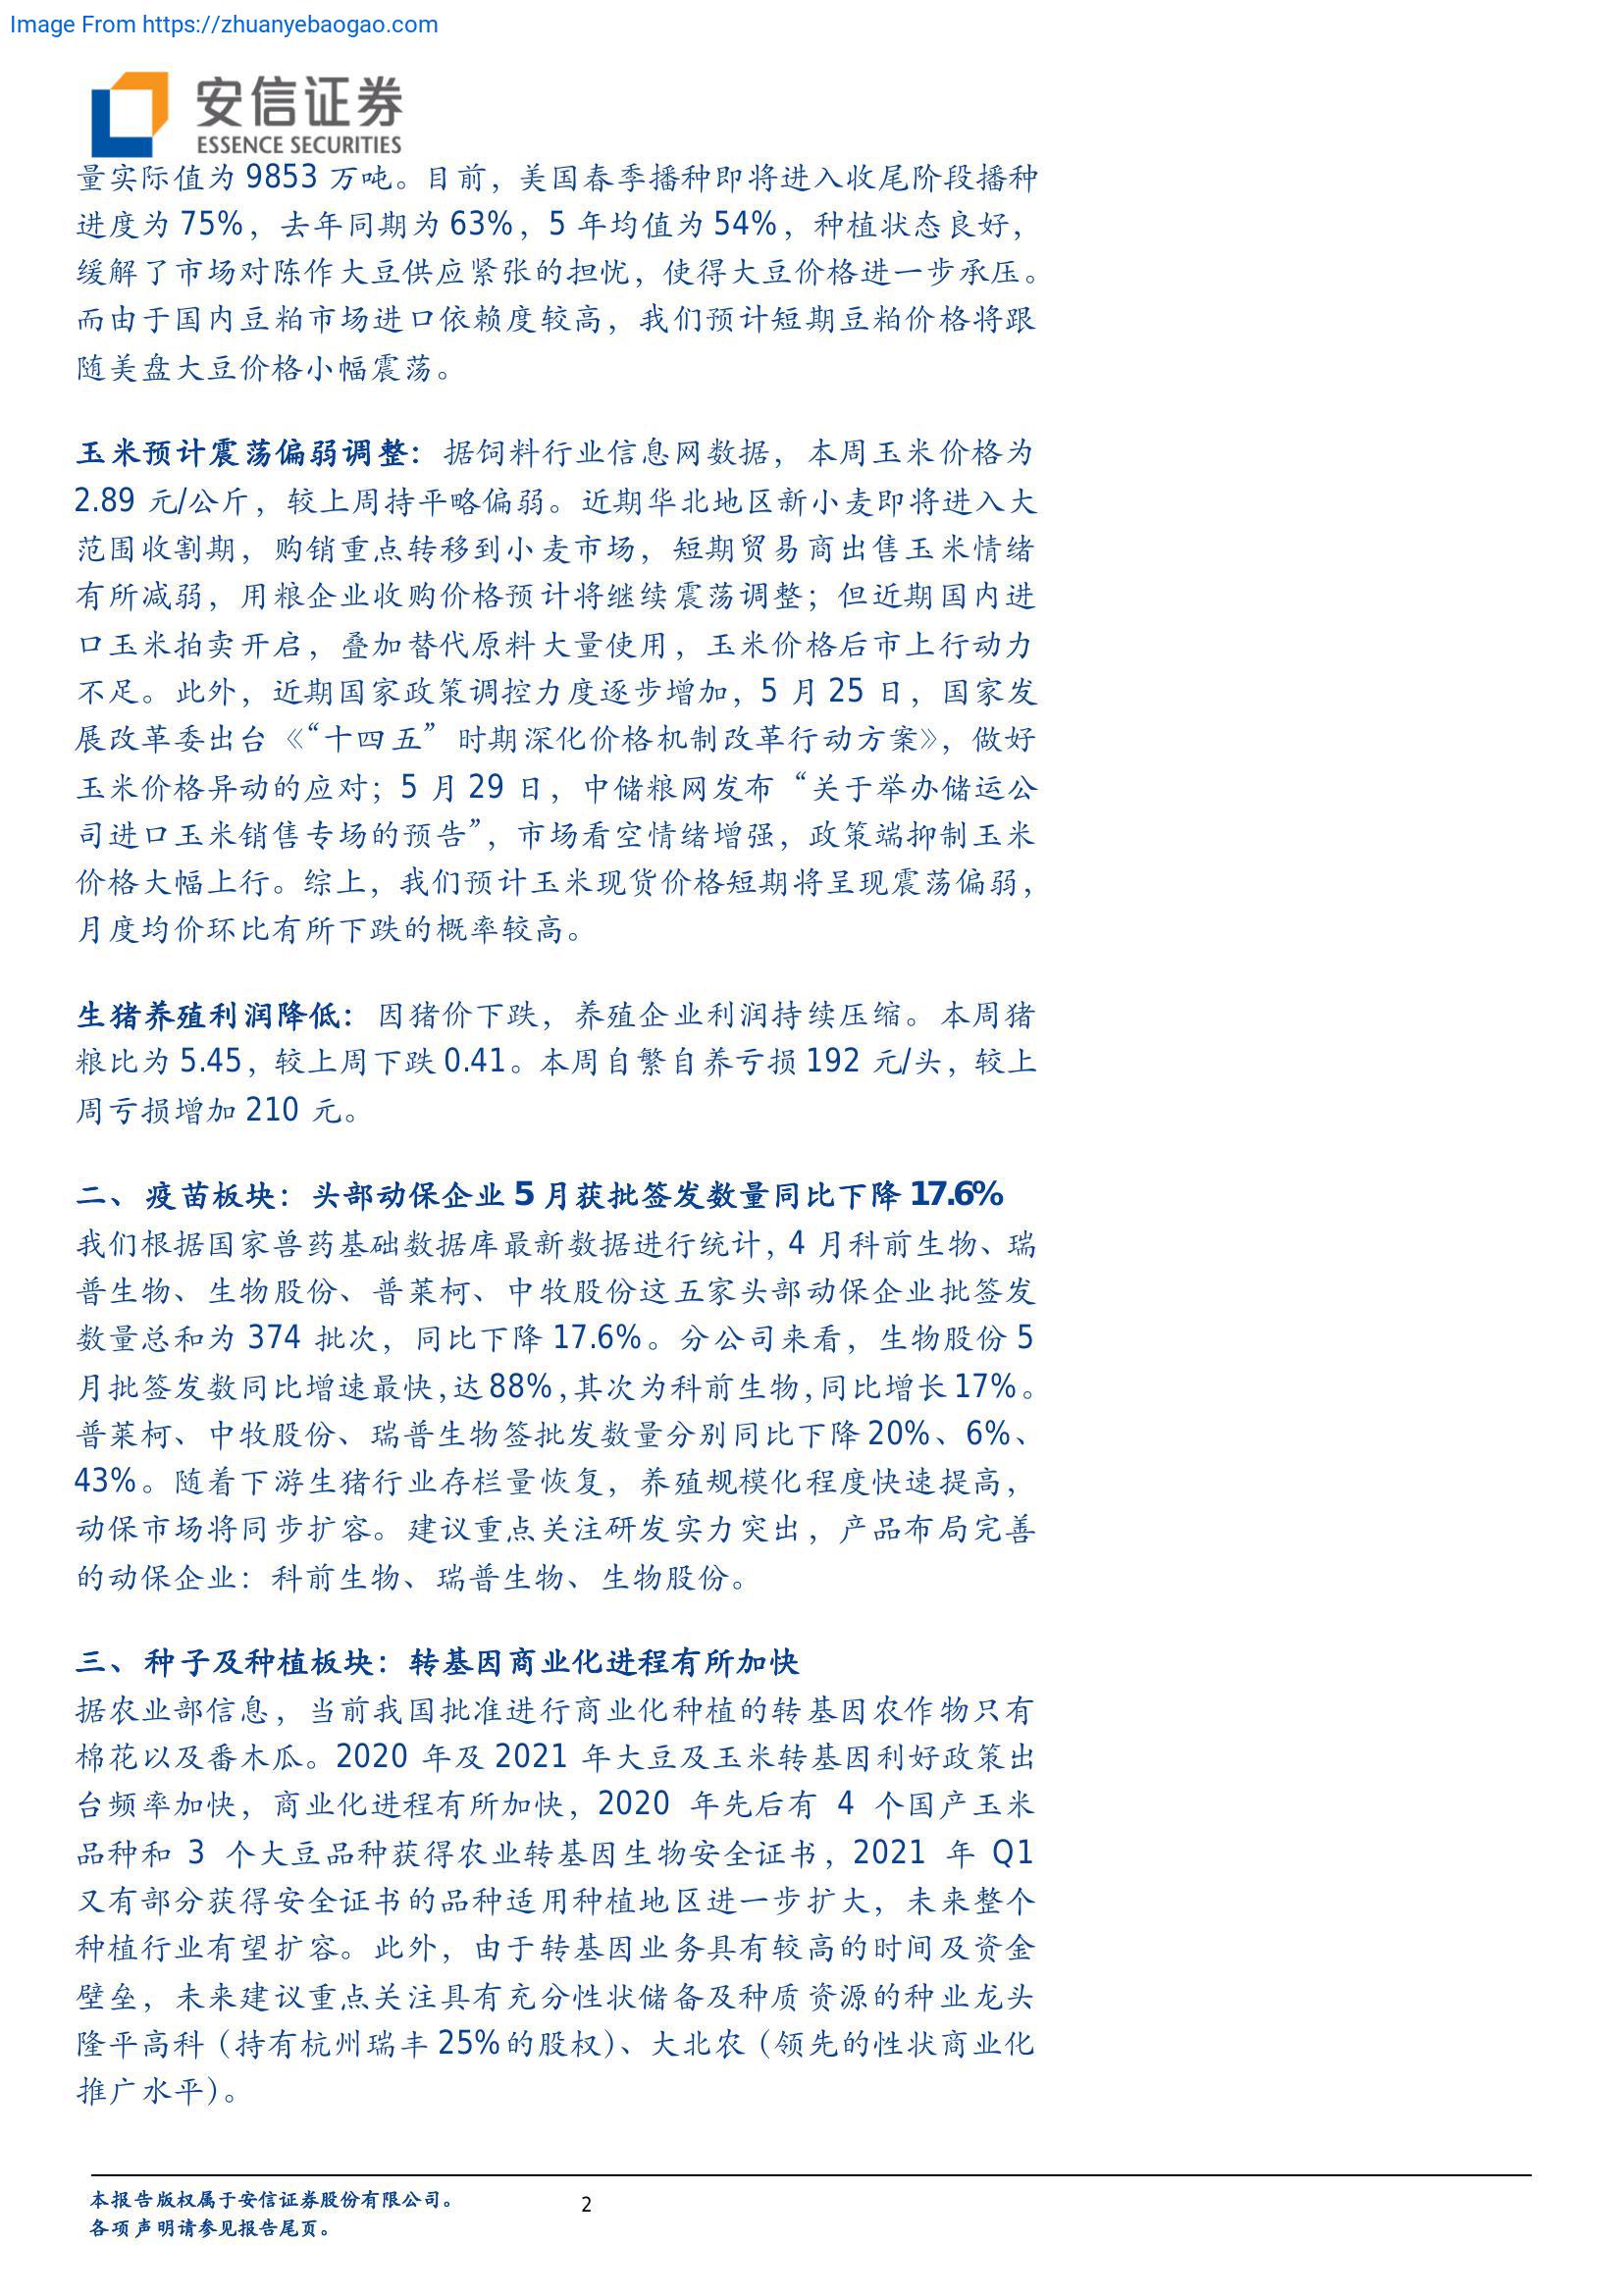 Image From https://zhuanyebaogao.com
安信证券
ESSENCE SECURITIES
量实际值为 9853 万吨。目前，美国春季播种即将进入收尾阶段播种
进度为 75%，去年同期为 63%，5 年均值为 54%，种植状态良好，
缓解了市场对陈作大豆供应紧张的担忧，使得大豆价格进一步承压。
而由于国内豆粕市场进口依赖度较高，我们预计短期豆粕价格将跟
随美盘大豆价格小幅震荡。
玉米预计震荡偏弱调整：据饲料行业信息网数据，本周玉米价格为
2.89 元/公斤，较上周持平略偏弱。近期华北地区新小麦即将进入大
范围收割期，购销重点转移到小麦市场，短期贸易商出售玉米情绪
有所减弱，用粮企业收购价格预计将继续震荡调整；但近期国内进
口玉米拍卖开启，叠加替代原料大量使用，玉米价格后市上行动力
不足。此外，近期国家政策调控力度逐步增加，5 月 25 日，国家发
展改革委出台《“十四五”时期深化价格机制改革行动方案》，做好
玉米价格异动的应对；5 月 29 日，中储粮网发布“关于举办储运公
司进口玉米销售专场的预告”，市场看空情绪增强，政策端抑制玉米
价格大幅上行。综上，我们预计玉米现货价格短期将呈现震荡偏弱，
月度均价环比有所下跌的概率较高。
生猪养殖利润降低：因猪价下跌，养殖企业利润持续压缩。本周猪
粮比为 5.45，较上周下跌 0.41。本周自繁自养亏损 192 元/头，较上
周亏损增加 210 元。
二、疫苗板块：头部动保企业 5 月获批签发数量同比下降 17.6%
我们根据国家兽药基础数据库最新数据进行统计，4 月科前生物、瑞
普生物、生物股份、普莱柯、中牧股份这五家头部动保企业批签发
数量总和为 374 批次，同比下降 17.6%。分公司来看，生物股份 5
月批签发数同比增速最快，达 88%，其次为科前生物，同比增长 17%。
普莱柯、中牧股份、瑞普生物签批发数量分别同比下降 20%、6%、
43%。随着下游生猪行业存栏量恢复，养殖规模化程度快速提高，
动保市场将同步扩容。建议重点关注研发实力突出，产品布局完善
的动保企业：科前生物、瑞普生物、生物股份。
三、种子及种植板块：转基因商业化进程有所加快
据农业部信息，当前我国批准进行商业化种植的转基因农作物只有
棉花以及番木瓜。2020 年及 2021 年大豆及玉米转基因利好政策出
台频率加快，商业化进程有所加快，2020 年先后有 4 个国产玉米
品种和 3 个大豆品种获得农业转基因生物安全证书，2021 年 Q1
又有部分获得安全证书的品种适用种植地区进一步扩大，未来整个
种植行业有望扩容。此外，由于转基因业务具有较高的时间及资金
壁垒，未来建议重点关注具有充分性状储备及种质资源的种业龙头
隆平高科（持有杭州瑞丰 25%的股权）、大北农（领先的性状商业化
推广水平）。
本报告版权属于安信证券股份有限公司。
2
各项声明请参见报告尾页。